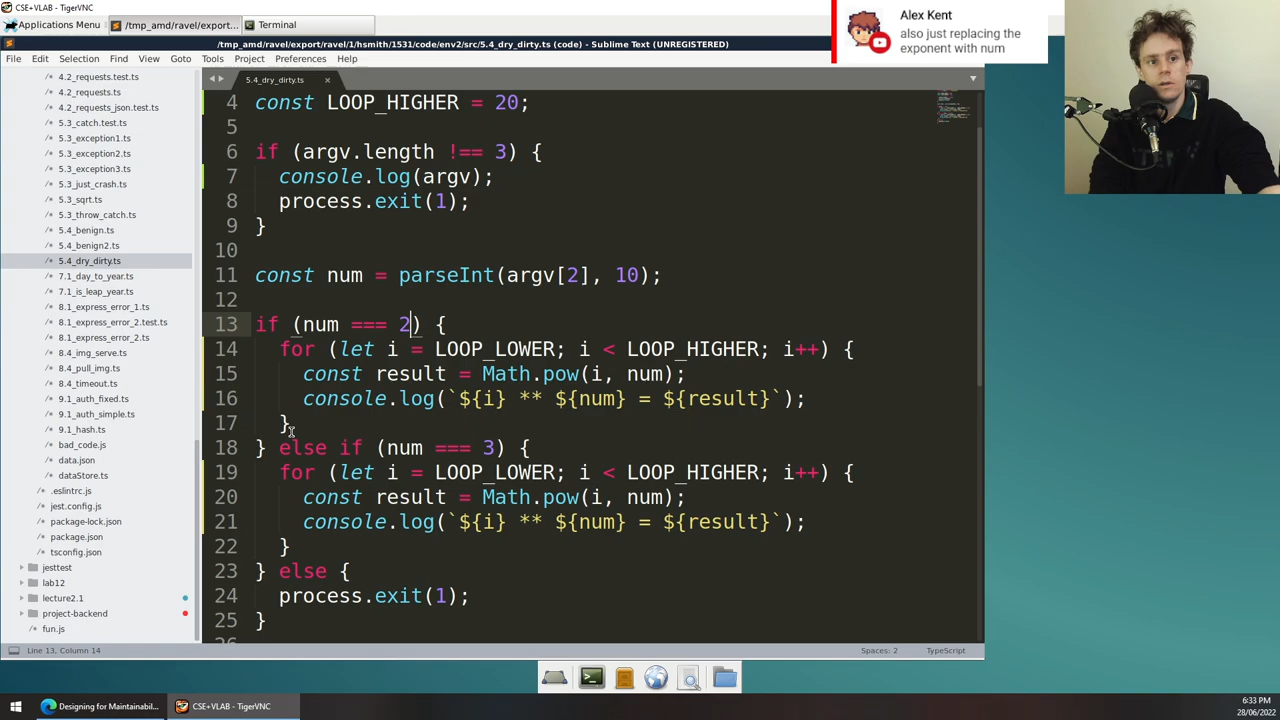 CSE+VLAB - TigerVNC
Applications Menu
/tmp_amd/ravel/export/rav...
Terminal
/tmp_amd/ravel/export/ravel/1/hsmith/1531/code/env2/src/5.4_dry_dirty.ts (code) - Sublime Text (UNREGISTERED)
File Edit Selection Find View Goto Tools Project Preferences Help
Alex Kent
also just replacing the
exponent with num
4.2_requests.test.ts
4.2_requests.ts
4.2_requests_json.test.ts
5.3_catch.test.ts
5.3_exception1.ts
5.3_exception2.ts
5.3_exception3.ts
5.3_just_crash.ts
5.3_sqrt.ts
5.3_throw_catch.ts
5.4_benign.ts
5.4_benign2.ts
5.4_dry_dirty.ts
7.1_day_to_year.ts
7.1_is_leap_year.ts
8.1_express_error_1.ts
8.1_express_error_2.test.ts
8.1_express_error_2.ts
8.4_img_serve.ts
8.4_pull_img.ts
8.4_timeout.ts
9.1_auth_fixed.ts
9.1_auth_simple.ts
9.1_hash.ts
bad_code.js
data.json
dataStore.ts
.eslintrc.js
jest.config.js
package-lock.json
package.json
tsconfig.json
jesttest
lab12
lecture2.1
project-backend
fun.js
5.4_dry_dirty.ts
4 const LOOP_HIGHER = 20;
5
6 if (argv.length !== 3) {
7 console.log(argv);
8 process.exit(1);
9 }
10
11 const num = parseInt(argv[2], 10);
12
13 if (num === 2) {
14 for (let i = LOOP_LOWER; i < LOOP_HIGHER; i++) {
15 const result = Math.pow(i, num);
16 console.log(`${i} ** ${num} = ${result}`);
17 }
18 } else if (num === 3) {
19 for (let i = LOOP_LOWER; i < LOOP_HIGHER; i++) {
20 const result = Math.pow(i, num);
21 console.log(`${i} ** ${num} = ${result}`);
22 }
23 } else {
24 process.exit(1);
25 }
26
Line 13, Column 14
Spaces: 2
TypeScript
Designing for Maintainabil...
CSE+VLAB - TigerVNC
6:33 PM
28/06/2022